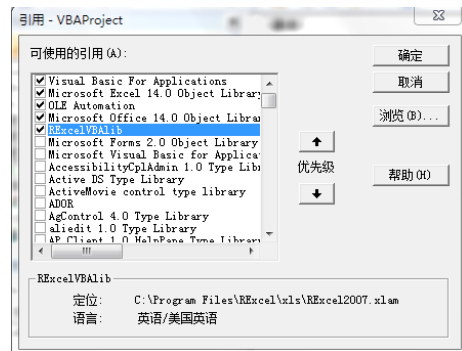 引用 - VBAProject
可使用的引用(A):
Visual Basic For Applications
Microsoft Excel 14.0 Object Library
OLE Automation
Microsoft Office 14.0 Object Librar
RExcelVBAlib
Microsoft Forms 2.0 Object Library
Microsoft Visual Basic for Applica
AccessibilityCplAdmin 1.0 Type Lib
Active DS Type Library
ActiveMovie control type library
ADOR
AgControl 4.0 Type Library
aliedit 1.0 Type Library
AP Client 1.0 HelpPane Type Library
确定
取消
浏览(B)...
优先级
帮助(H)
RExcelVBAlib
定位: C:\Program Files\RExcel\xls\RExcel2007.xlam
语言: 英语/美国英语